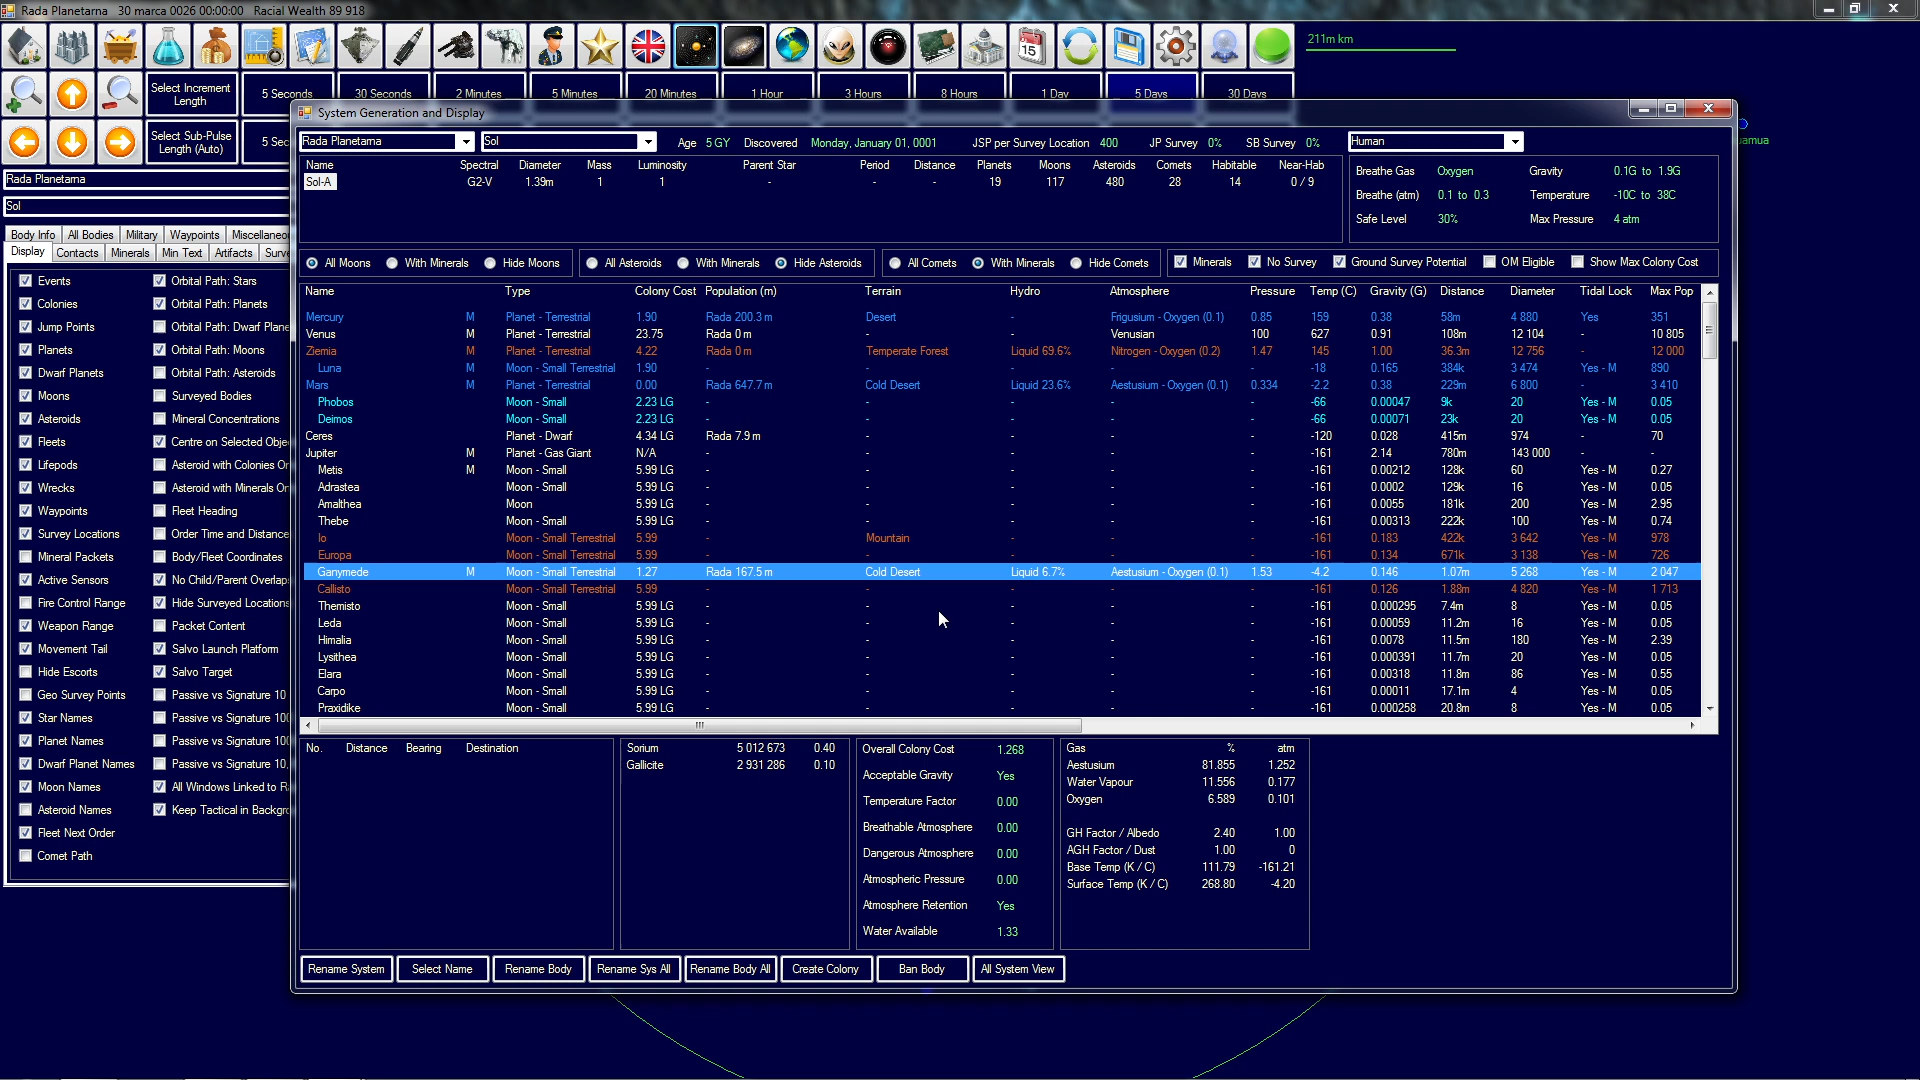 Rada Planetarna   30 marca 0026 00:00:00   Racial Wealth 89 918
15
211m km
Select Increment Length
5 Seconds
30 Seconds
2 Minutes
5 Minutes
20 Minutes
1 Hour
3 Hours
8 Hours
1 Day
5 Days
30 Days
Select Sub-Pulse Length (Auto)
5 Sec
Rada Planetarna
Sol
Body Info All Bodies Military Waypoints Miscellaneo
Display Contacts Minerals Min Text Artifacts Surve
Events Orbital Path: Stars
Colonies Orbital Path: Planets
Jump Points Orbital Path: Dwarf Plane
Planets Orbital Path: Moons
Dwarf Planets Orbital Path: Asteroids
Moons Surveyed Bodies
Asteroids Mineral Concentrations
Fleets Centre on Selected Obje
Lifepods Asteroid with Colonies On
Wrecks Asteroid with Minerals On
Waypoints Fleet Heading
Survey Locations Order Time and Distance
Mineral Packets Body/Fleet Coordinates
Active Sensors No Child/Parent Overlaps
Fire Control Range Hide Surveyed Locations
Weapon Range Packet Content
Movement Tail Salvo Launch Platform
Hide Escorts Salvo Target
Geo Survey Points Passive vs Signature 10
Star Names Passive vs Signature 100
Planet Names Passive vs Signature 100
Dwarf Planet Names Passive vs Signature 10,
Moon Names All Windows Linked to R
Asteroid Names Keep Tactical in Backgro
Fleet Next Order
Comet Path
amua
System Generation and Display
Rada Planetarna Sol Age 5 GY Discovered Monday, January 01, 0001 JSP per Survey Location 400 JP Survey 0% SB Survey 0% Human
Name Spectral Diameter Mass Luminosity Parent Star Period Distance Planets Moons Asteroids Comets Habitable Near-Hab
Sol-A G2-V 1.39m 1 1 - - - 19 117 480 28 14 0 / 9
Breathe Gas Oxygen Gravity 0.1G to 1.9G
Breathe (atm) 0.1 to 0.3 Temperature -10C to 38C
Safe Level 30% Max Pressure 4 atm
All Moons With Minerals Hide Moons All Asteroids With Minerals Hide Asteroids All Comets With Minerals Hide Comets Minerals No Survey Ground Survey Potential OM Eligible Show Max Colony Cost
Name Type Colony Cost Population (m) Terrain Hydro Atmosphere Pressure Temp (C) Gravity (G) Distance Diameter Tidal Lock Max Pop
Mercury M Planet - Terrestrial 1.90 Rada 200.3 m Desert - Frigusium - Oxygen (0.1) 0.85 159 0.38 58m 4 880 Yes 351
Venus M Planet - Terrestrial 23.75 Rada 0 m - - Venusian 100 627 0.91 108m 12 104 - 10 805
Ziemia M Planet - Terrestrial 4.22 Rada 0 m Temperate Forest Liquid 69.6% Nitrogen - Oxygen (0.2) 1.47 145 1.00 36.3m 12 756 - 12 000
Luna M Moon - Small Terrestrial 1.90 - - - - - -18 0.165 384k 3 474 Yes - M 890
Mars M Planet - Terrestrial 0.00 Rada 647.7 m Cold Desert Liquid 23.6% Aestusium - Oxygen (0.1) 0.334 -2.2 0.38 229m 6 800 - 3 410
Phobos Moon - Small 2.23 LG - - - - - -66 0.00047 9k 20 Yes - M 0.05
Deimos Moon - Small 2.23 LG - - - - - -66 0.00071 23k 20 Yes - M 0.05
Ceres Planet - Dwarf 4.34 LG Rada 7.9 m - - - - -120 0.028 415m 974 - 70
Jupiter M Planet - Gas Giant N/A - - - - - -161 2.14 780m 143 000 - -
Metis M Moon - Small 5.99 LG - - - - - -161 0.00212 128k 60 Yes - M 0.27
Adrastea Moon - Small 5.99 LG - - - - - -161 0.0002 129k 16 Yes - M 0.05
Amalthea Moon 5.99 LG - - - - - -161 0.0055 181k 200 Yes - M 2.95
Thebe Moon - Small 5.99 LG - - - - - -161 0.00313 222k 100 Yes - M 0.74
Io Moon - Small Terrestrial 5.99 - Mountain - - - -161 0.183 422k 3 642 Yes - M 978
Europa Moon - Small Terrestrial 5.99 - - - - - -161 0.134 671k 3 138 Yes - M 726
Ganymede M Moon - Small Terrestrial 1.27 Rada 167.5 m Cold Desert Liquid 6.7% Aestusium - Oxygen (0.1) 1.53 -4.2 0.146 1.07m 5 268 Yes - M 2 047
Callisto Moon - Small Terrestrial 5.99 - - - - - -161 0.126 1.88m 4 820 Yes - M 1 713
Themisto Moon - Small 5.99 LG - - - - - -161 0.000295 7.4m 8 Yes - M 0.05
Leda Moon - Small 5.99 LG - - - - - -161 0.00059 11.2m 16 Yes - M 0.05
Himalia Moon - Small 5.99 LG - - - - - -161 0.0078 11.5m 180 Yes - M 2.39
Lysithea Moon - Small 5.99 LG - - - - - -161 0.000391 11.7m 20 Yes - M 0.05
Elara Moon - Small 5.99 LG - - - - - -161 0.00318 11.8m 86 Yes - M 0.55
Carpo Moon - Small 5.99 LG - - - - - -161 0.00011 17.1m 4 Yes - M 0.05
Praxidike Moon - Small 5.99 LG - - - - - -161 0.000258 20.8m 8 Yes - M 0.05
No. Distance Bearing Destination
Sorium 5 012 673 0.40
Gallicite 2 931 286 0.10
Overall Colony Cost 1.268
Acceptable Gravity Yes
Temperature Factor 0.00
Breathable Atmosphere 0.00
Dangerous Atmosphere 0.00
Atmospheric Pressure 0.00
Atmosphere Retention Yes
Water Available 1.33
Gas % atm
Aestusium 81.855 1.252
Water Vapour 11.556 0.177
Oxygen 6.589 0.101
GH Factor / Albedo 2.40 1.00
AGH Factor / Dust 1.00 0
Base Temp (K / C) 111.79 -161.21
Surface Temp (K / C) 268.80 -4.20
Rename System Select Name Rename Body Rename Sys All Rename Body All Create Colony Ban Body All System View